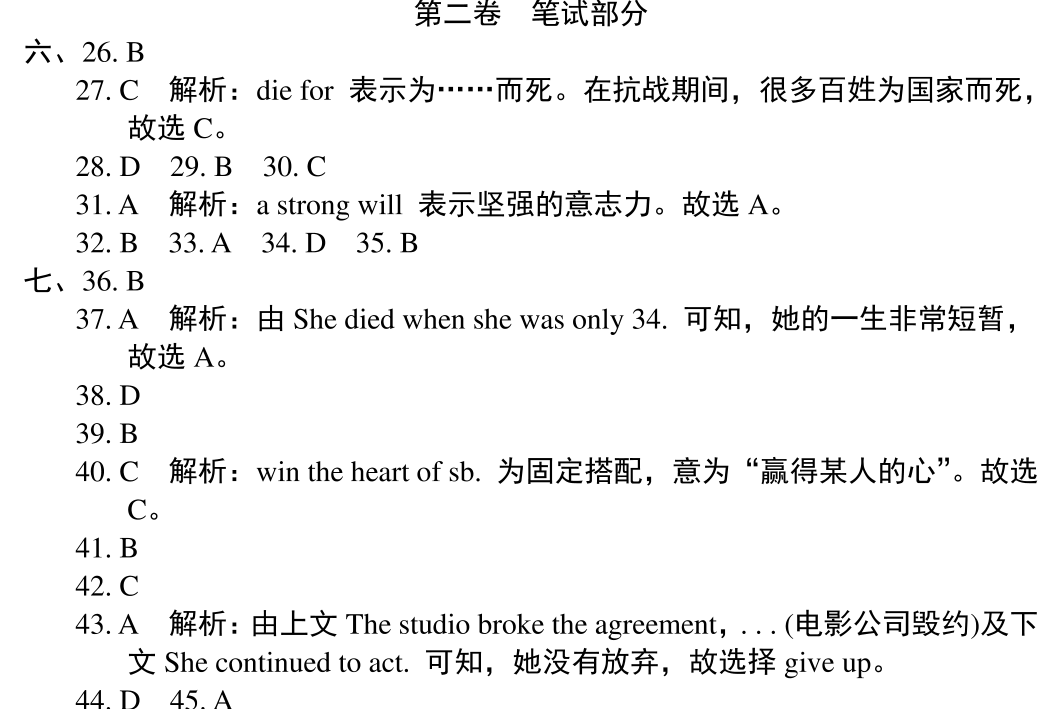 第二卷　笔试部分
六、26. B
27. C　解析：die for 表示为……而死。在抗战期间，很多百姓为国家而死，
故选 C。
28. D　29. B　30. C
31. A　解析：a strong will 表示坚强的意志力。故选 A。
32. B　33. A　34. D　35. B
七、36. B
37. A　解析：由 She died when she was only 34. 可知，她的一生非常短暂，
故选 A。
38. D
39. B
40. C　解析：win the heart of sb. 为固定搭配，意为“赢得某人的心”。故选
C。
41. B
42. C
43. A　解析：由上文 The studio broke the agreement，. . . (电影公司毁约)及下
文 She continued to act. 可知，她没有放弃，故选择 give up。
44. D　45. A